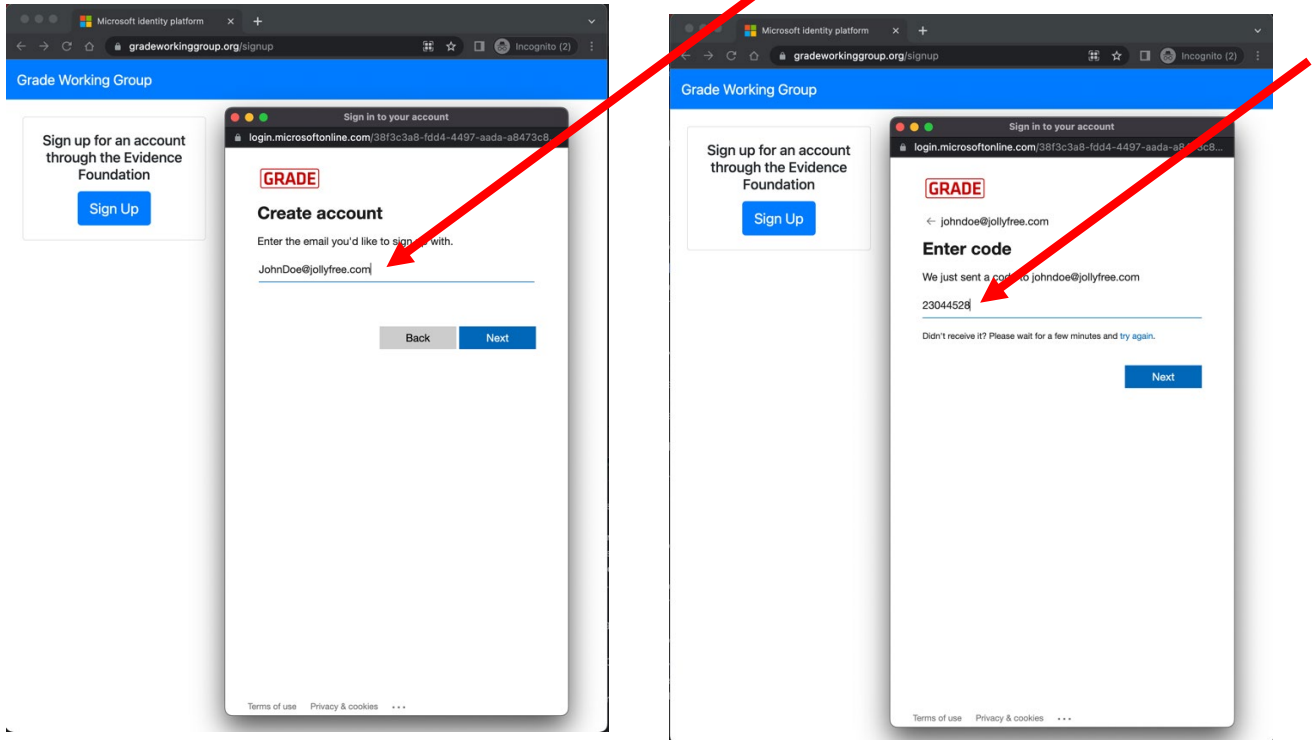 Microsoft identity platform
gradeworkinggroup.org/signup
Incognito (2)
Grade Working Group
Sign up for an account
through the Evidence
Foundation
Sign Up
Sign in to your account
login.microsoftonline.com/38f3c3a8-fdd4-4497-aada-a8473c8...
GRADE
Create account
Enter the email you'd like to sign up with.
JohnDoe@jollyfree.com
Back
Next
Terms of use Privacy & cookies ...
Microsoft identity platform
gradeworkinggroup.org/signup
Incognito (2)
Grade Working Group
Sign up for an account
through the Evidence
Foundation
Sign Up
Sign in to your account
login.microsoftonline.com/38f3c3a8-fdd4-4497-aada-a8473c8...
GRADE
johndoe@jollyfree.com
Enter code
We just sent a code to johndoe@jollyfree.com
23044528
Didn't receive it? Please wait for a few minutes and try again.
Next
Terms of use Privacy & cookies ...